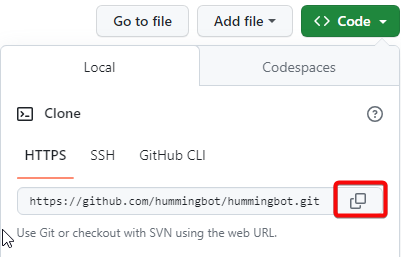 Go to file Add file <> Code
Local Codespaces
Clone
HTTPS SSH GitHub CLI
https://github.com/hummingbot/hummingbot.git
Use Git or checkout with SVN using the web URL.